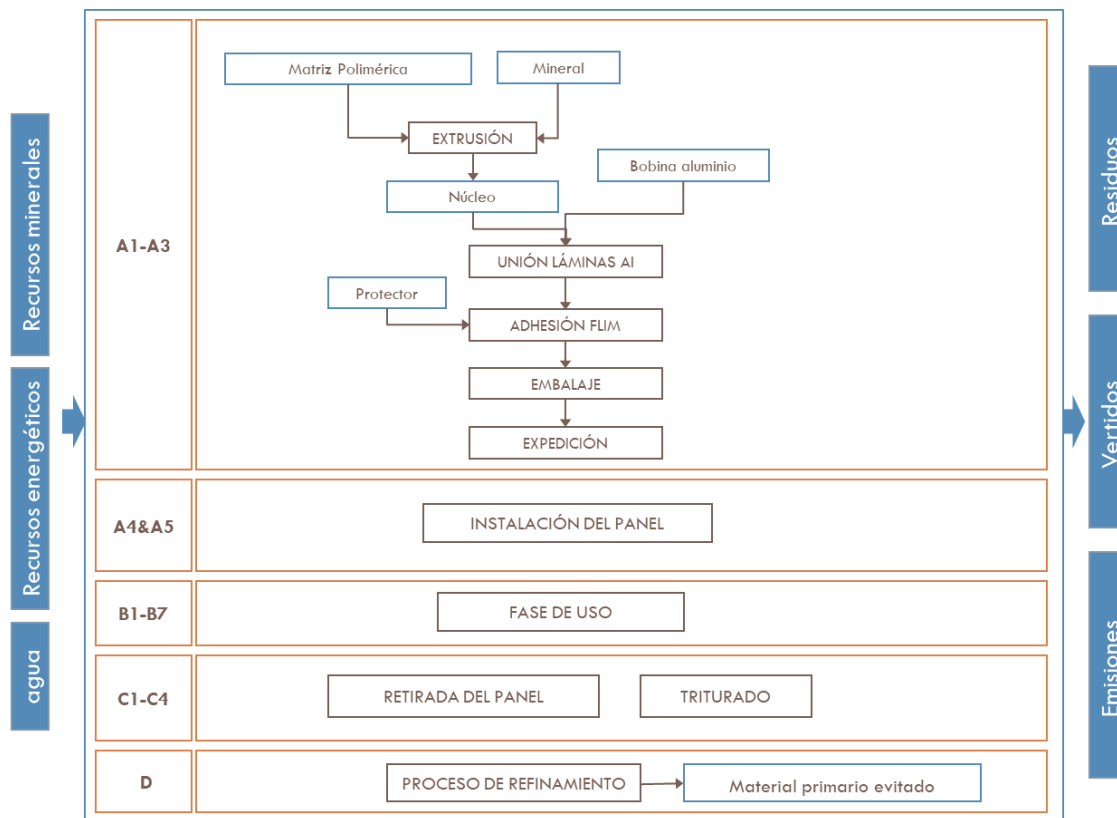 Recursos minerales
Recursos energéticos
agua
A1-A3
Matriz Polimérica
Mineral
EXTRUSIÓN
Bobina aluminio
Núcleo
UNIÓN LÁMINAS Al
Protector
ADHESIÓN FLIM
EMBALAJE
EXPEDICIÓN
A4&A5
INSTALACIÓN DEL PANEL
B1-B7
FASE DE USO
C1-C4
RETIRADA DEL PANEL
TRITURADO
D
PROCESO DE REFINAMIENTO
Material primario evitado
Residuos
Vertidos
Emisiones